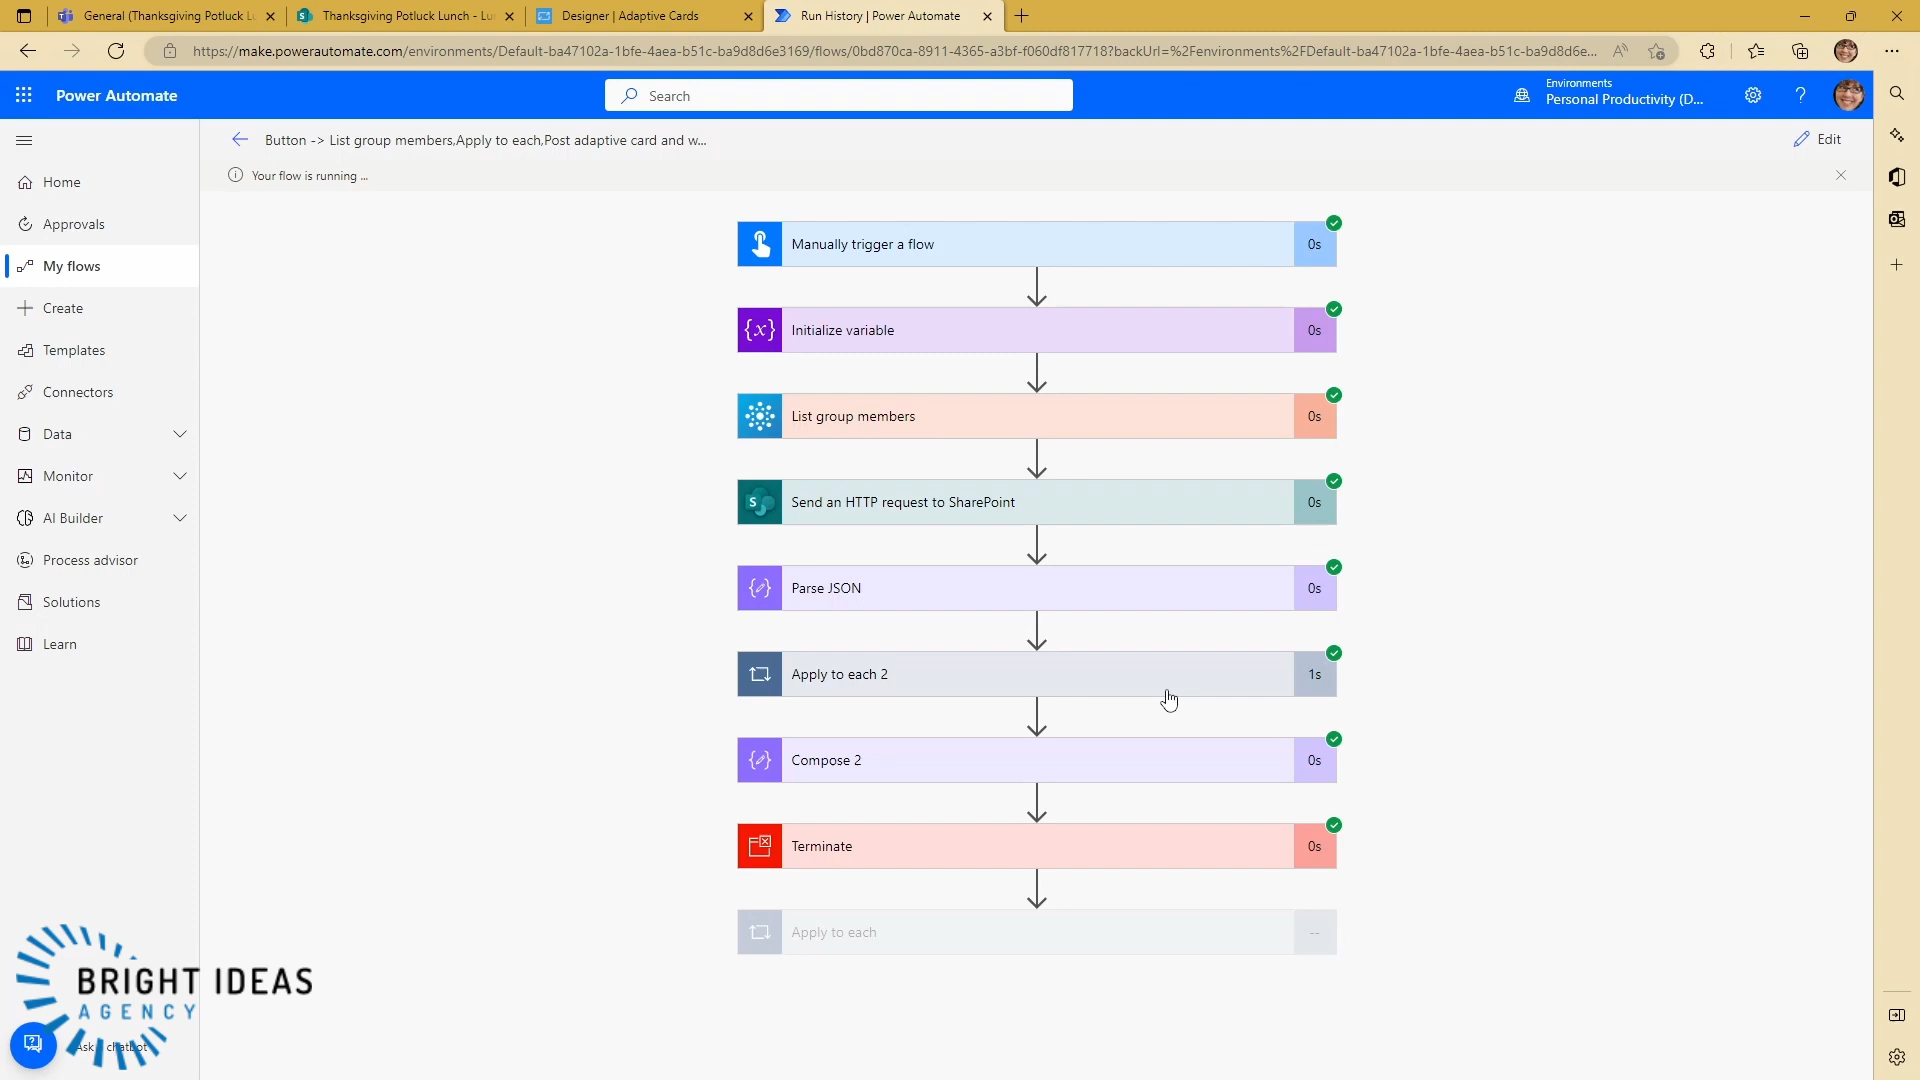 General (Thanksgiving Potluck Lu
Thanksgiving Potluck Lunch - Lun
Designer | Adaptive Cards
Run History | Power Automate
https://make.powerautomate.com/environments/Default-ba47102a-1bfe-4aea-b51c-ba9d8d6e3169/flows/0bd870ca-8911-4365-a3bf-f060df817718?backUrl=%2Fenvironments%2FDefault-ba47102a-1bfe-4aea-b51c-ba9d8d6e...
Power Automate
Search
Environments
Personal Productivity (D...
Button -> List group members,Apply to each,Post adaptive card and w...
Edit
Your flow is running ...
Home
Approvals
My flows
Create
Templates
Connectors
Data
Monitor
AI Builder
Process advisor
Solutions
Learn
Manually trigger a flow
0s
Initialize variable
0s
List group members
0s
Send an HTTP request to SharePoint
0s
Parse JSON
0s
Apply to each 2
1s
Compose 2
0s
Terminate
0s
Apply to each
--
BRIGHT IDEAS
AGENCY
chatbot